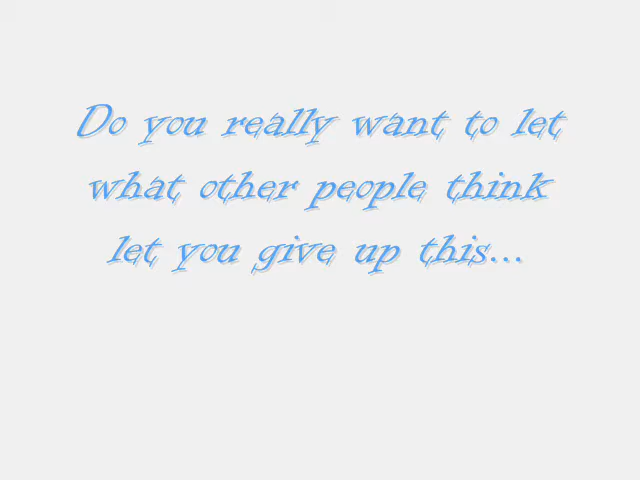 Do you really want to let
what other people think
let you give up this...